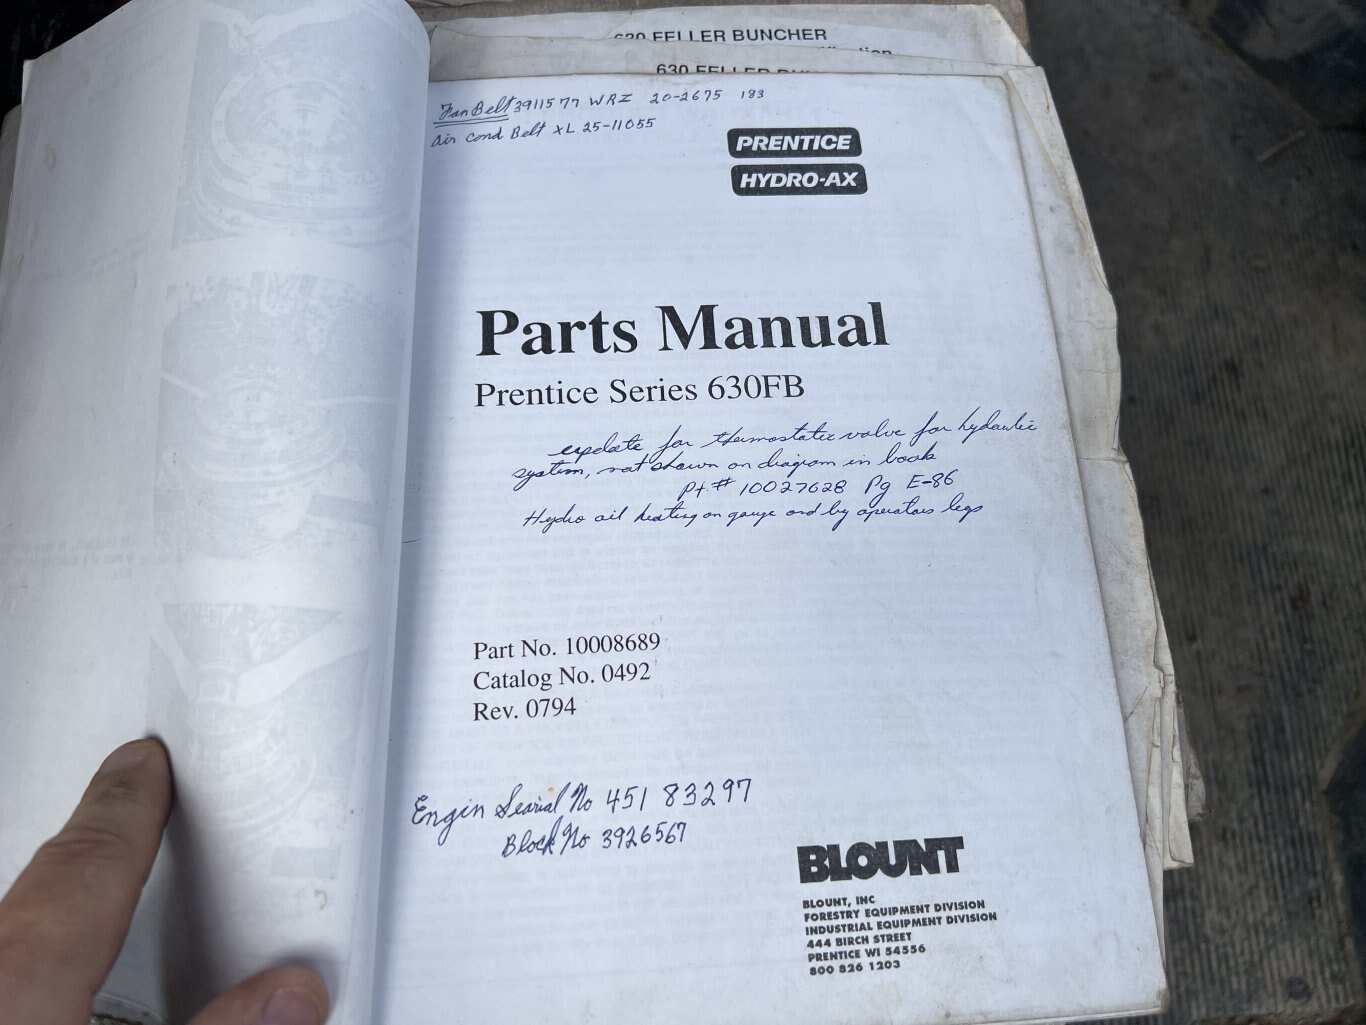 630 FELLER BUNCHER
630 FELLER BUN
Fan Belt 3911577 WRZ 20-2675 183
Air Cond Belt XL 25-11055
PRENTICE
HYDRO-AX
Parts Manual
Prentice Series 630FB
update for thermostatic valve for hydaulic
system, not shown on diagram in book
Pt.# 10027628 Pg E-86
Hydro oil heating on gauge and by operators legs
Part No. 10008689
Catalog No. 0492
Rev. 0794
Engin Searial No 451 83297
Block No 3926567
BLOUNT
BLOUNT, INC
FORESTRY EQUIPMENT DIVISION
INDUSTRIAL EQUIPMENT DIVISION
444 BIRCH STREET
PRENTICE WI 54556
800 826 1203